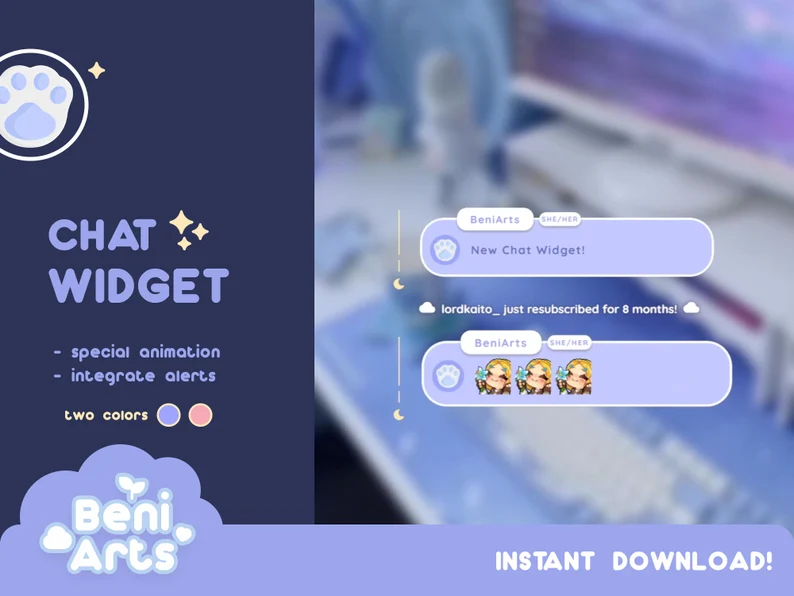 CHAT
WIDGET
- special animation
- integrate alerts
two colors
Beni
Arts
BeniArts
SHE/HER
New Chat Widget!
lordkaito_ just resubscribed for 8 months!
BeniArts
SHE/HER
INSTANT DOWNLOAD!